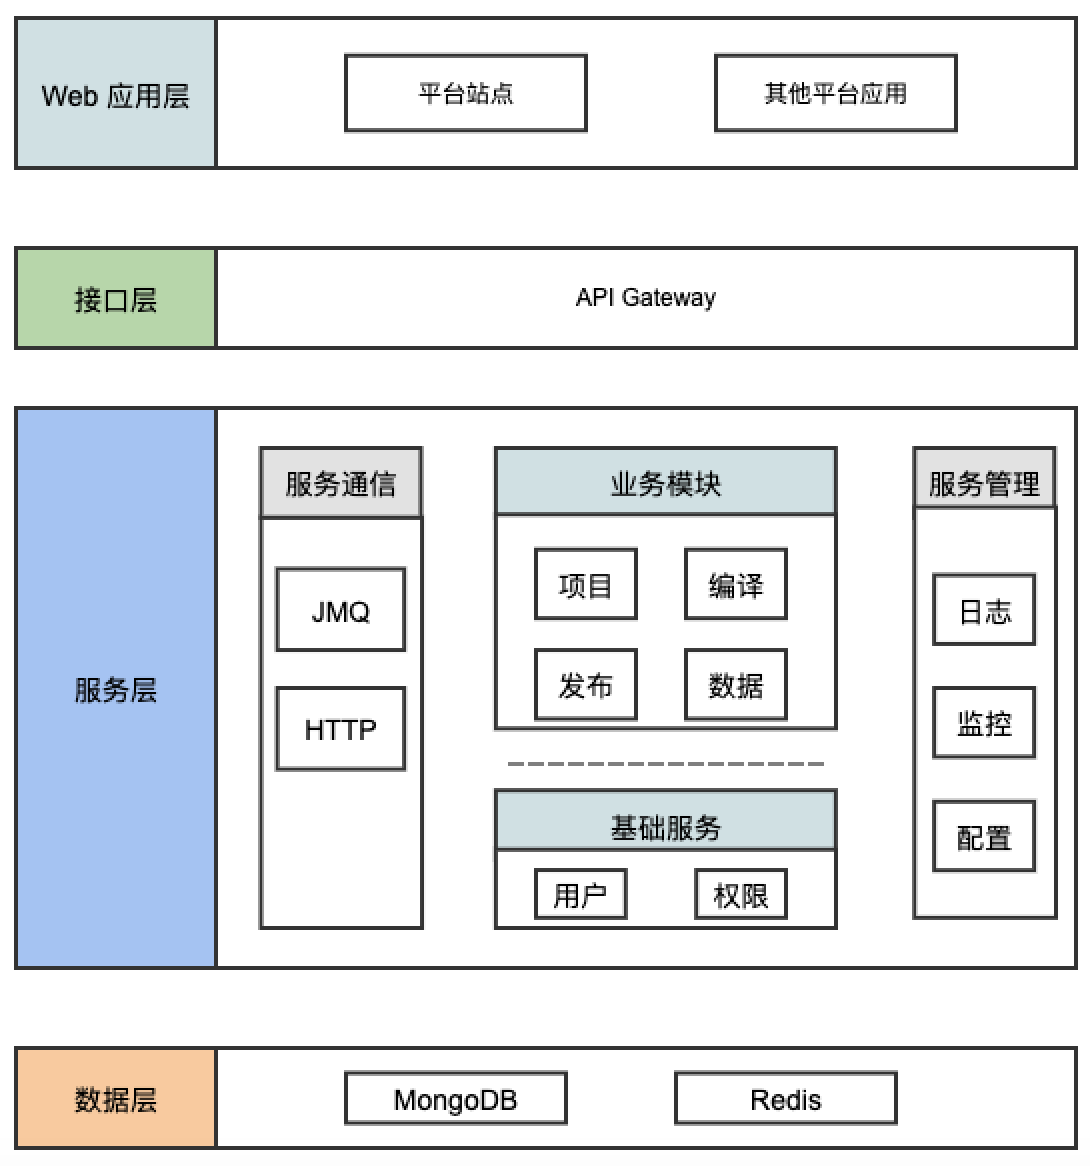 Web 应用层
平台站点
其他平台应用
接口层
API Gateway
服务层
服务通信
JMQ
HTTP
业务模块
项目
编译
发布
数据
基础服务
用户
权限
服务管理
日志
监控
配置
数据层
MongoDB
Redis